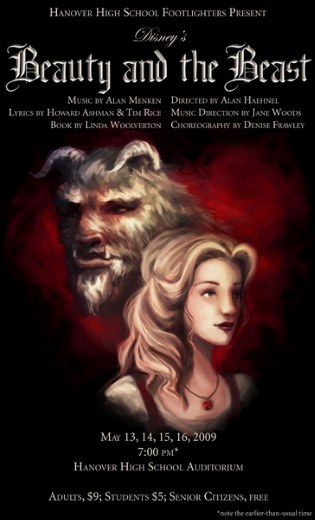 Hanover High School Footlighters Present
Disney's
Beauty and the Beast
Music by Alan Menken
Lyrics by Howard Ashman & Tim Rice
Book by Linda Woolverton
Directed by Alan Haehnel
Music Direction by Jane Woods
Choreography by Denise Frawley
May 13, 14, 15, 16, 2009
7:00 pm*
Hanover High School Auditorium
Adults, $9; Students $5; Senior Citizens, free
*note the earlier-than-usual time